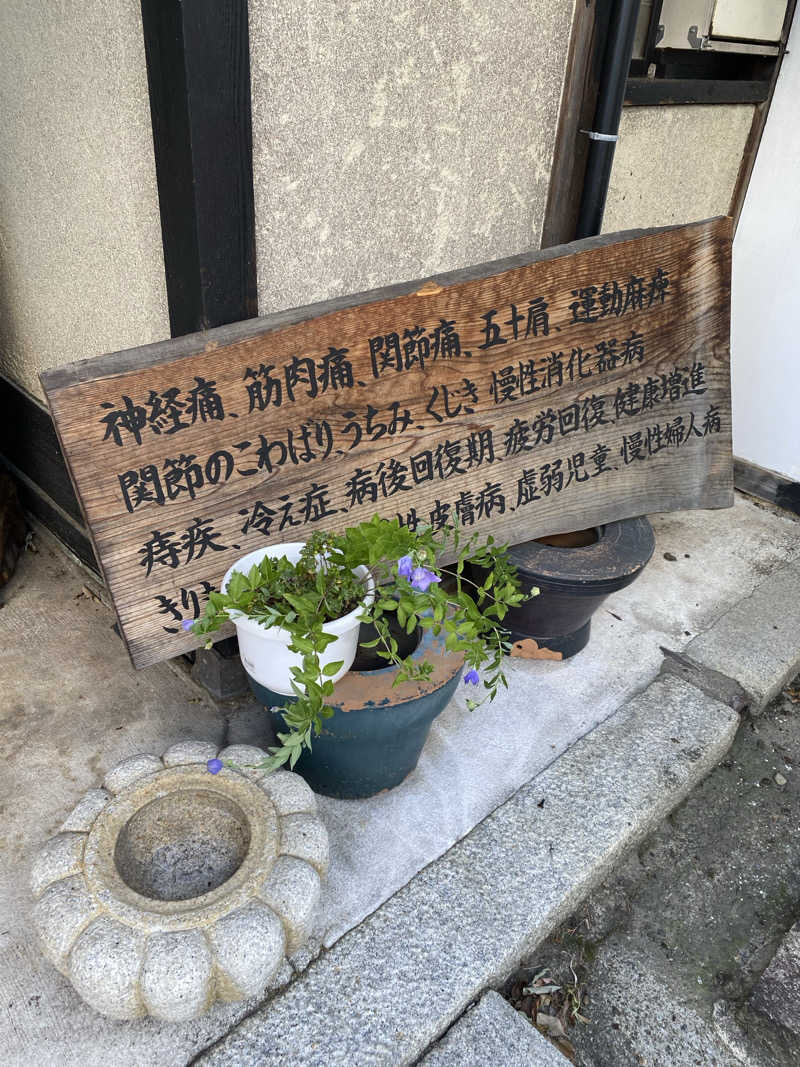 神経痛、筋肉痛、関節痛、五十肩、運動麻痺
関節のこわばり、うちみ、くじき 慢性消化器病
痔疾、冷え症、病後回復期、疲労回復、健康増進
きり 性皮膚病、虚弱児童、慢性婦人病